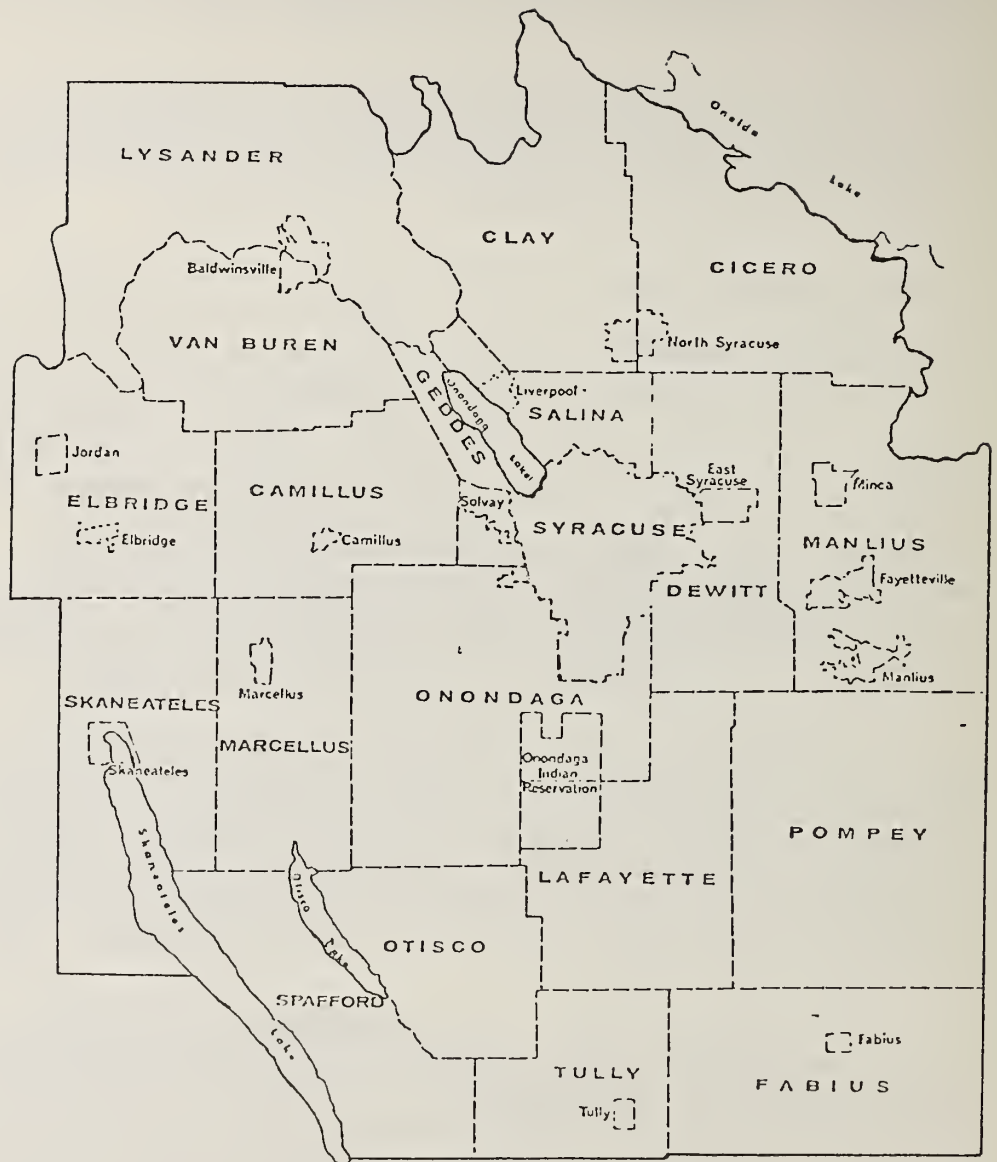 Oneida
Lake
LYSANDER
CLAY
CICERO
Baldwinsville
VAN BUREN
North Syracuse
GEDDES
Onondaga
Lake
Liverpool
SALINA
Jordan
ELBRIDGE
Elbridge
CAMILLUS
Camillus
Solvay
SYRACUSE
East
Syracuse
DEWITT
Minca
MANLIUS
Fayetteville
Manlius
SKANEATELES
Skaneateles
Marcellus
MARCELLUS
ONONDAGA
Onondaga
Indian
Reservation
POMPEY
LAFAYETTE
Skaneateles
Lake
Otisco
Lake
OTISCO
SPAFFORD
TULLY
Tully
Fabius
FABIUS